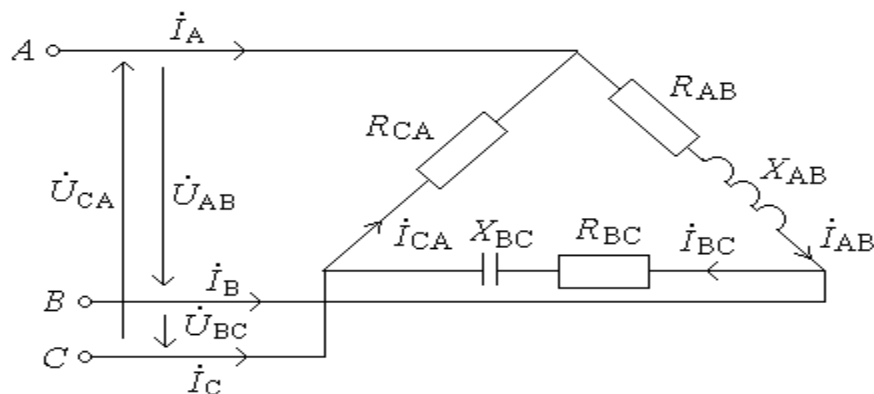 A İ_A
R_AB
R_CA
X_AB
U̇_CA U̇_AB
İ_CA X_BC R_BC İ_BC İ_AB
B İ_B
U̇_BC
C İ_C